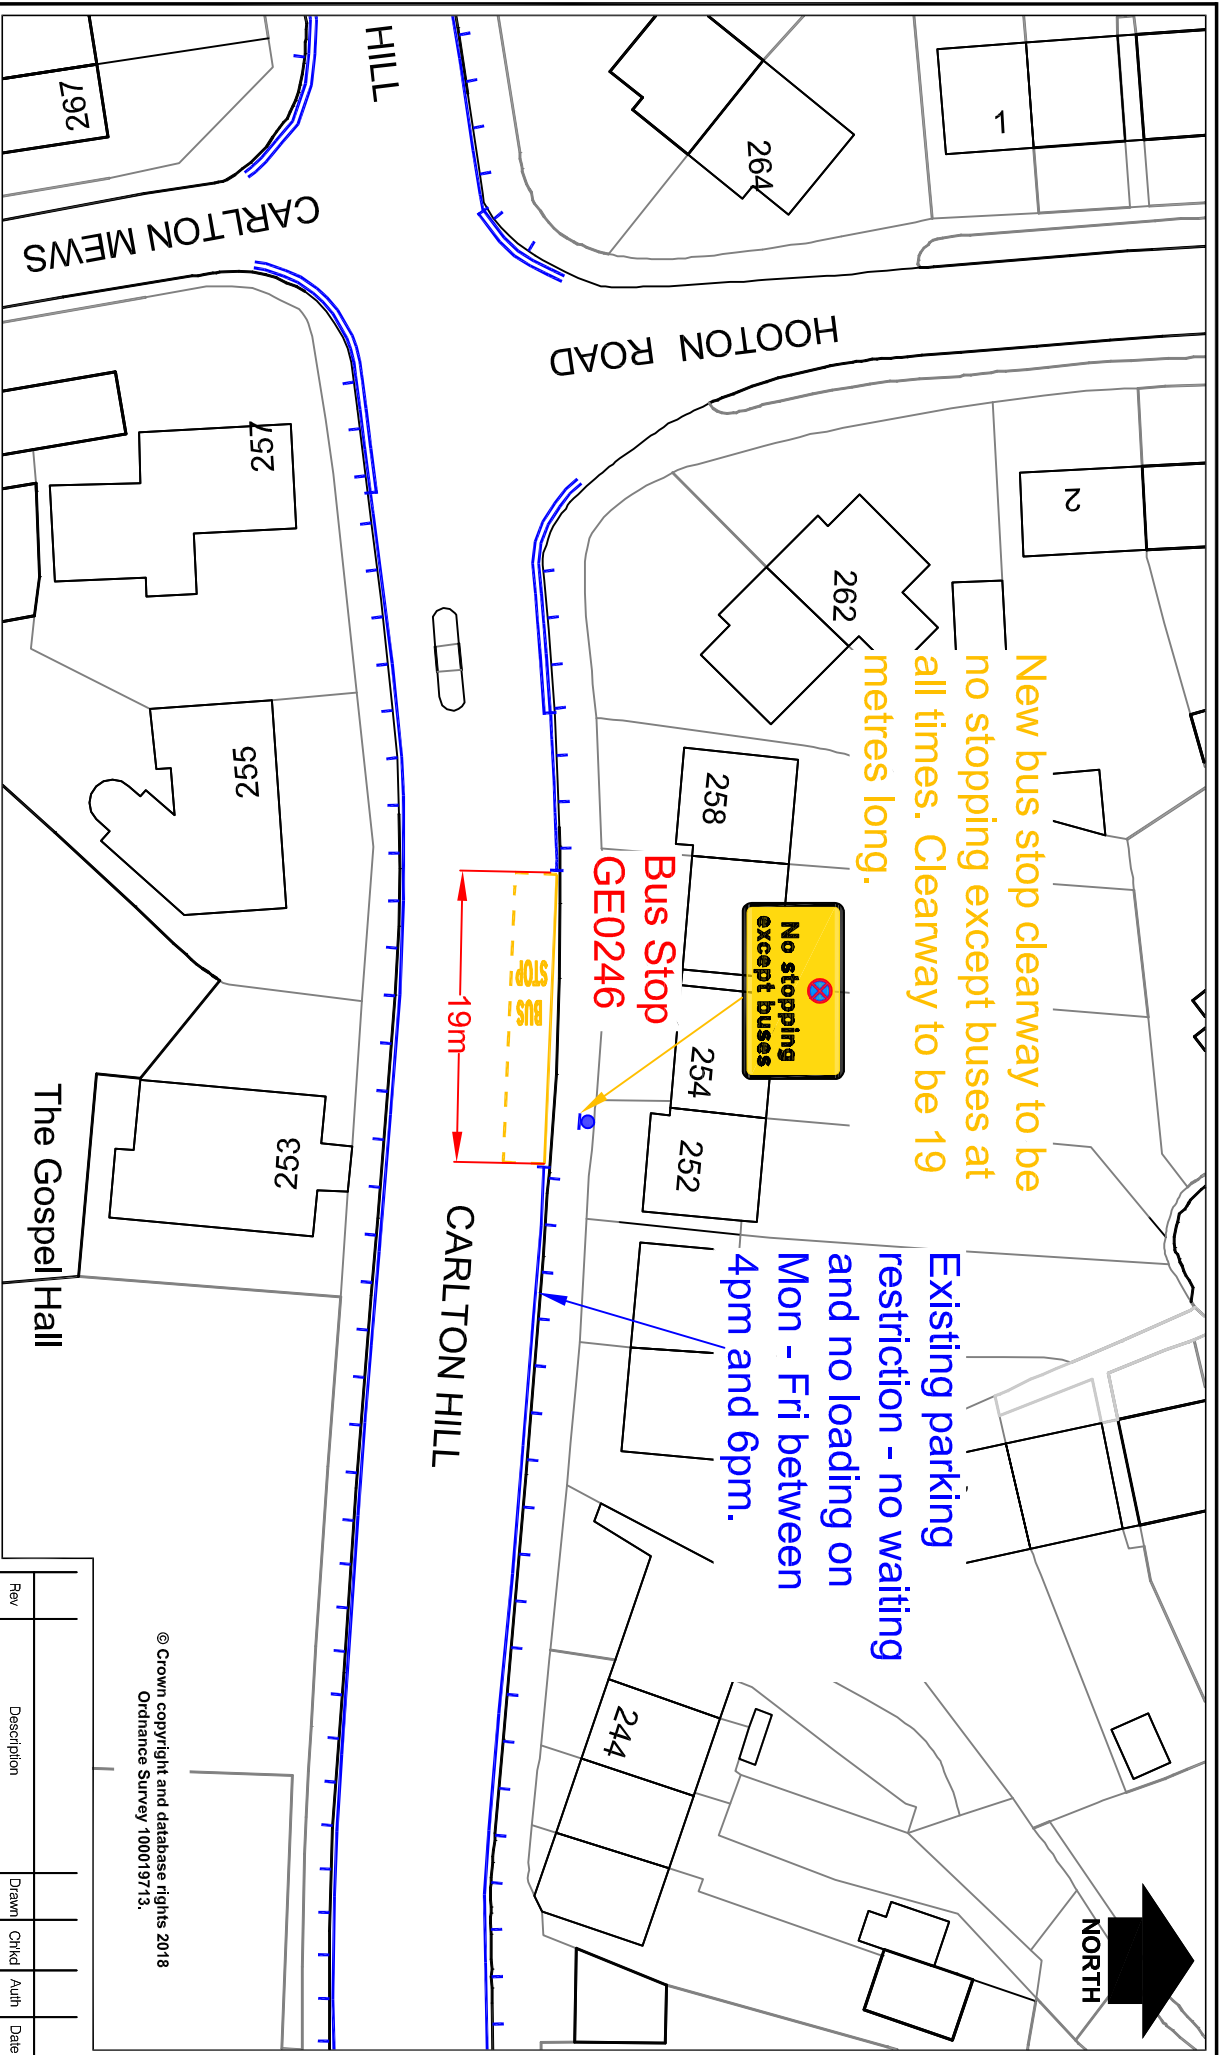 NORTH
1
2
264
HOOTON ROAD
262
New bus stop clearway to be
no stopping except buses at
all times. Clearway to be 19
metres long.
Existing parking
restriction - no waiting
and no loading on
Mon - Fri between
4pm and 6pm.
No stopping
except buses
258
254
252
244
Bus Stop
GE0246
BUS
STOP
19m
HILL
CARLTON HILL
CARLTON MEWS
267
257
255
253
The Gospel Hall
© Crown copyright and database rights 2018
Ordnance Survey 100019713.
Rev
Description
Drawn
Ch'kd
Auth
Date